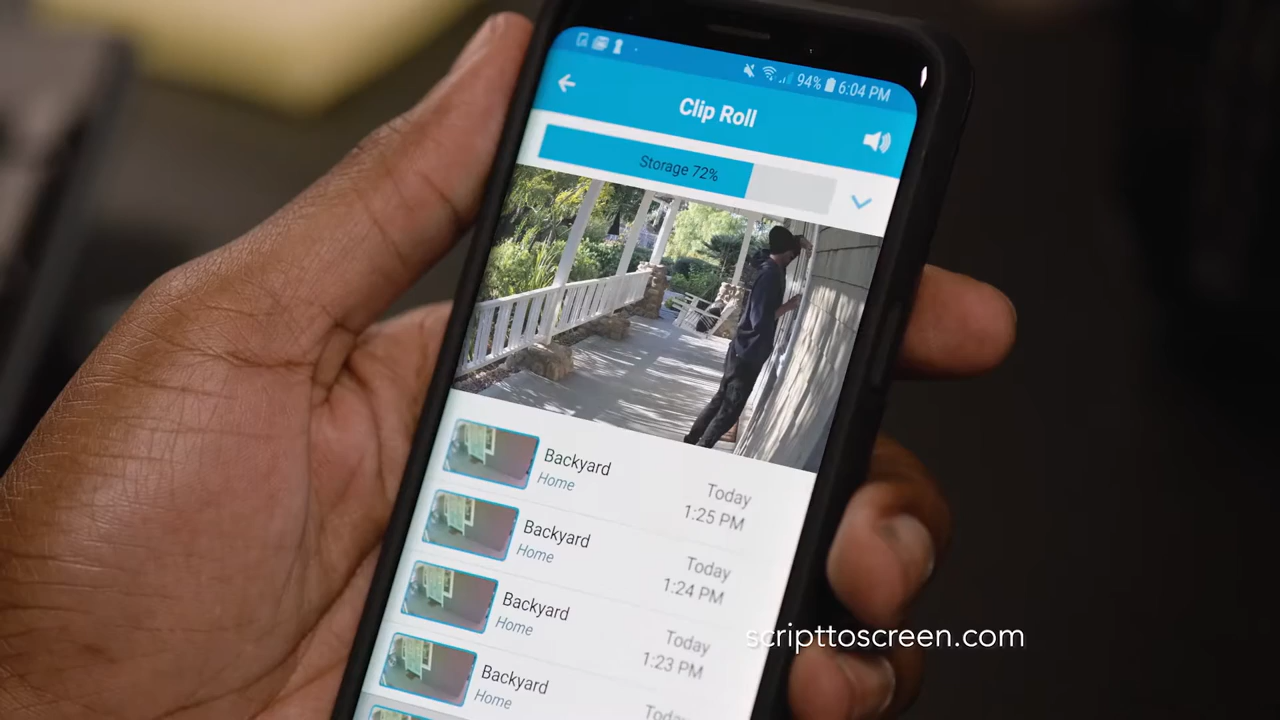 94% 6:04 PM
Clip Roll
Storage 72%
Backyard
Home
Today
1:25 PM
Backyard
Home
Today
1:24 PM
Backyard
Home
Today
1:23 PM
Backyard
Home
Today
scripttoscreen.com